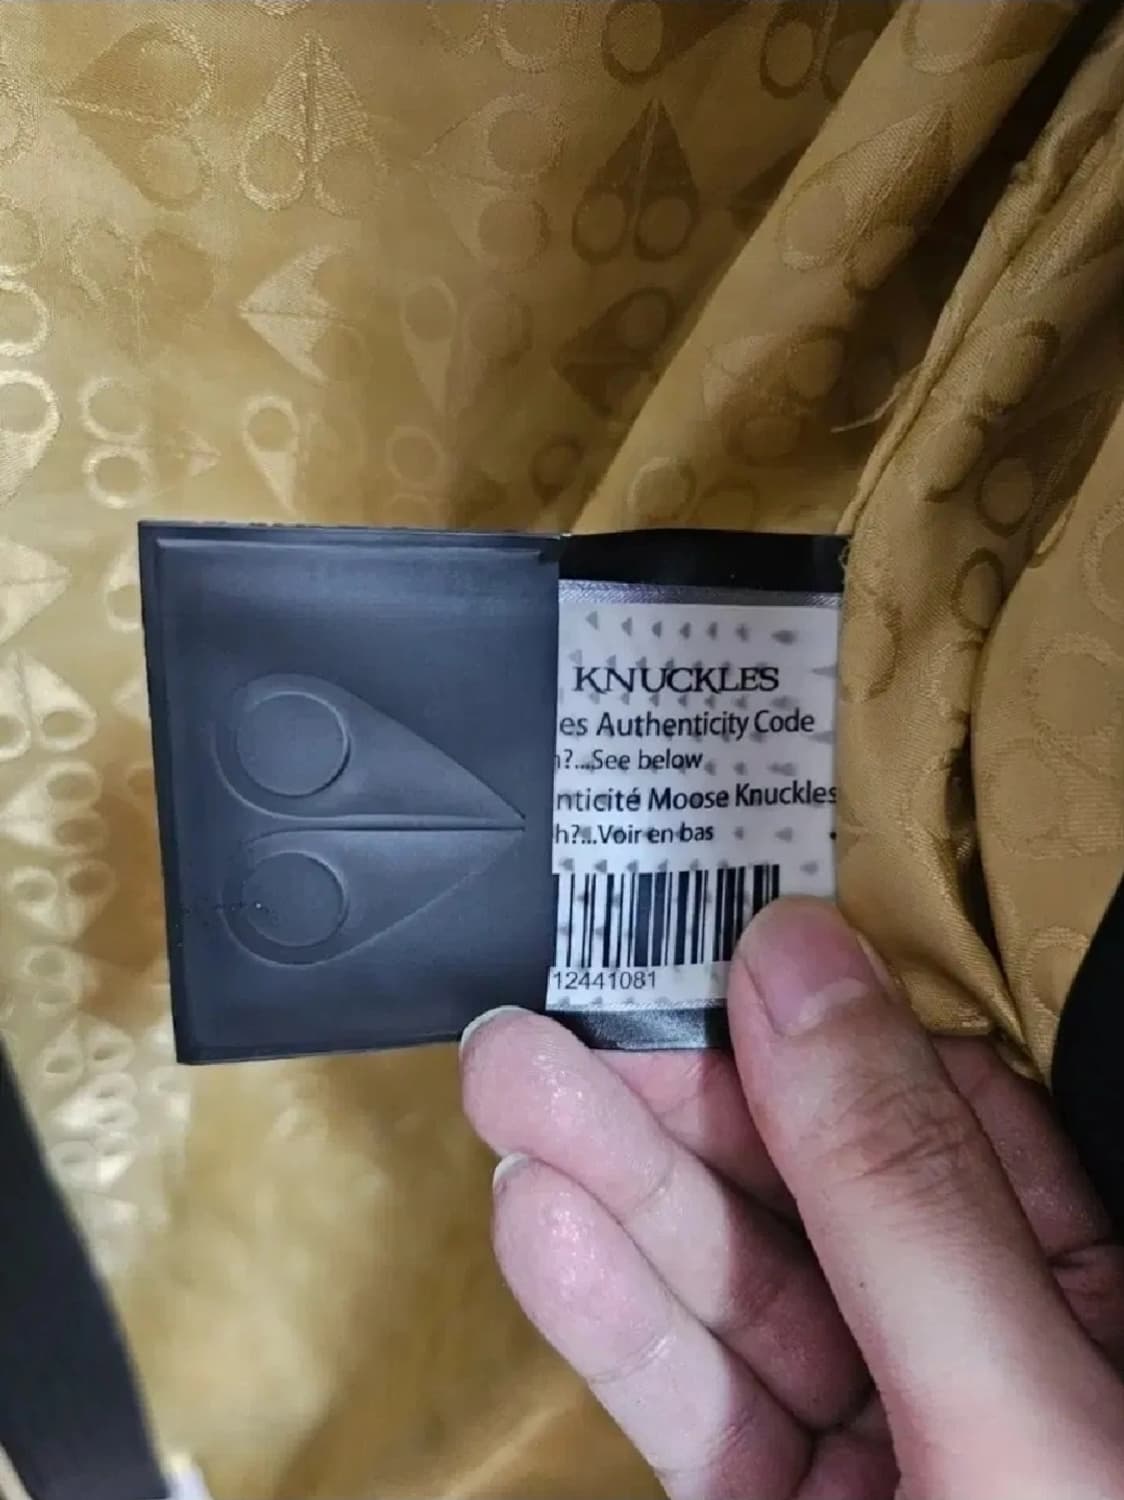 KNUCKLES
es Authenticity Code
h?...See below
nticité Moose Knuckles
h?...Voir en bas
12441081